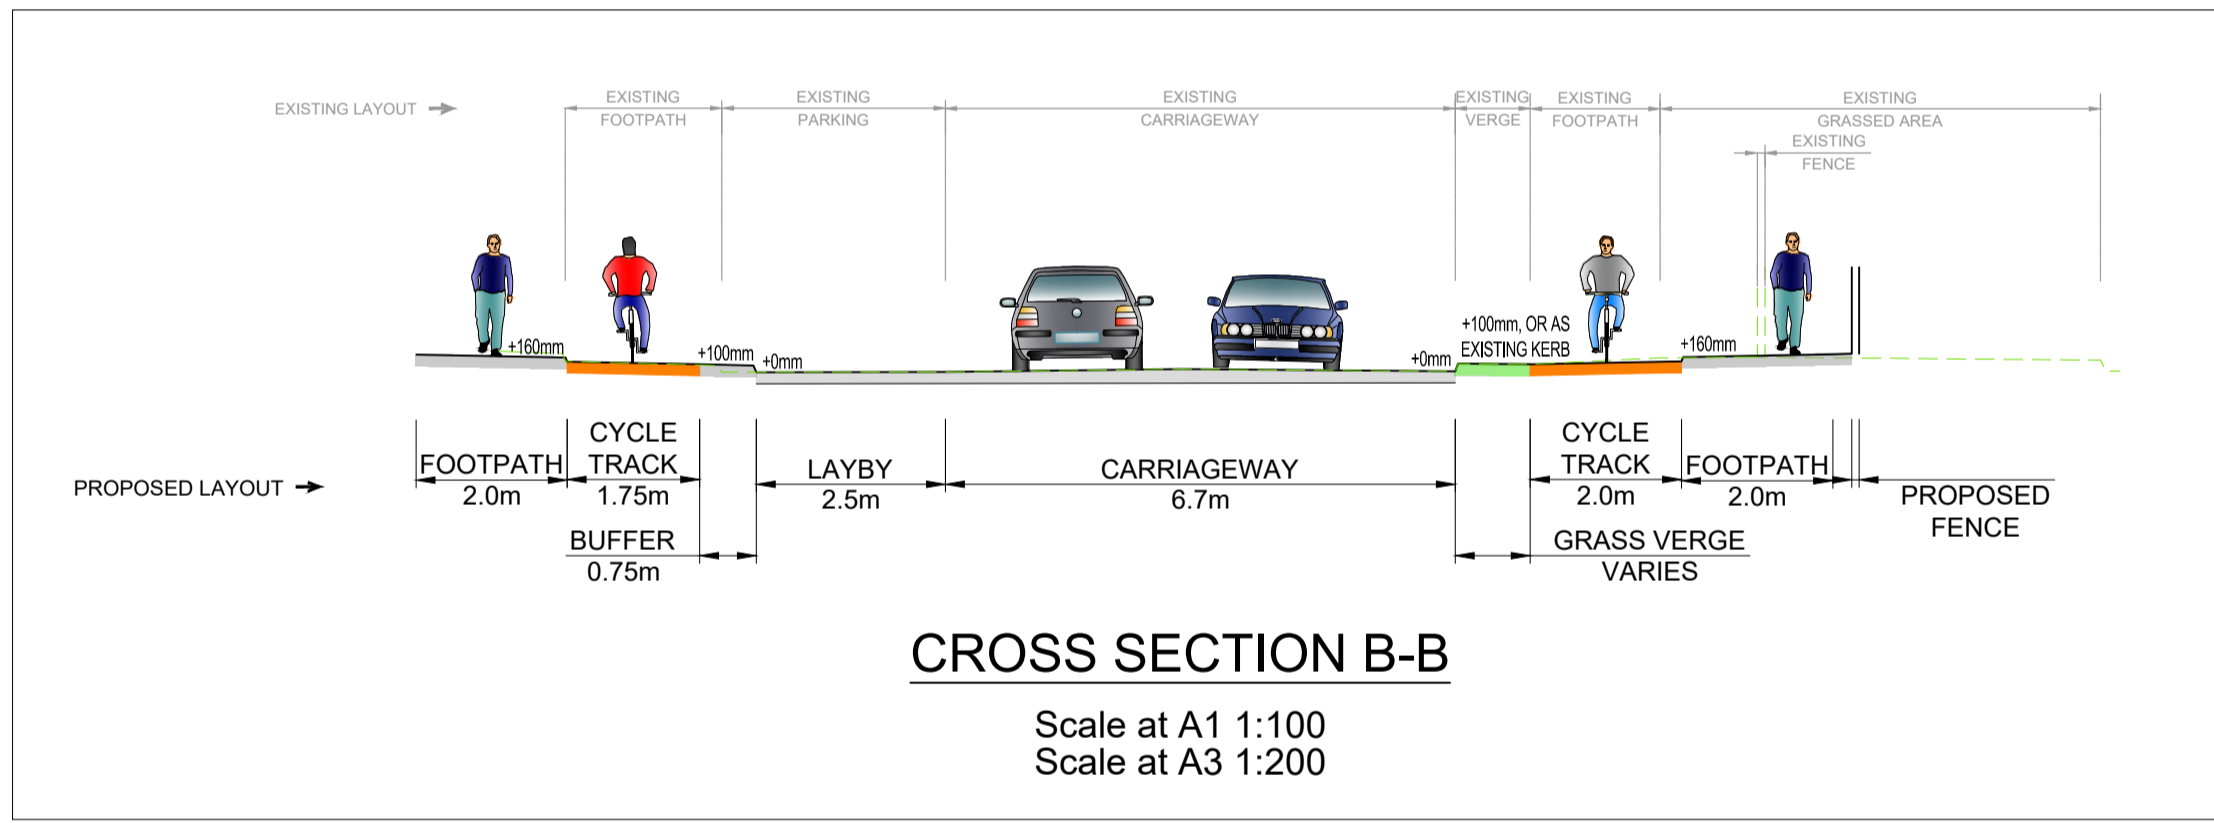 EXISTING LAYOUT
EXISTING
FOOTPATH
EXISTING
PARKING
EXISTING
CARRIAGEWAY
EXISTING
VERGE
EXISTING
FOOTPATH
EXISTING
GRASSED AREA
EXISTING
FENCE
+160mm
+100mm
+0mm
+0mm
+100mm, OR AS
EXISTING KERB
+160mm
PROPOSED LAYOUT
FOOTPATH
2.0m
CYCLE
TRACK
1.75m
BUFFER
0.75m
LAYBY
2.5m
CARRIAGEWAY
6.7m
CYCLE
TRACK
2.0m
GRASS VERGE
VARIES
FOOTPATH
2.0m
PROPOSED
FENCE
CROSS SECTION B-B
Scale at A1 1:100
Scale at A3 1:200